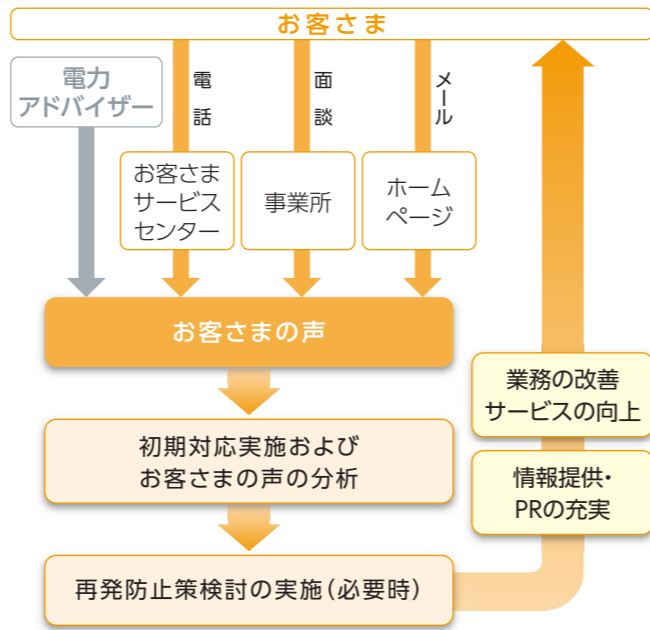 お客さま
電力
アドバイザー
電話
面談
メール
お客さま
サービス
センター
事業所
ホーム
ページ
お客さまの声
初期対応実施および
お客さまの声の分析
再発防止策検討の実施(必要時)
業務の改善
サービスの向上
情報提供・
PRの充実